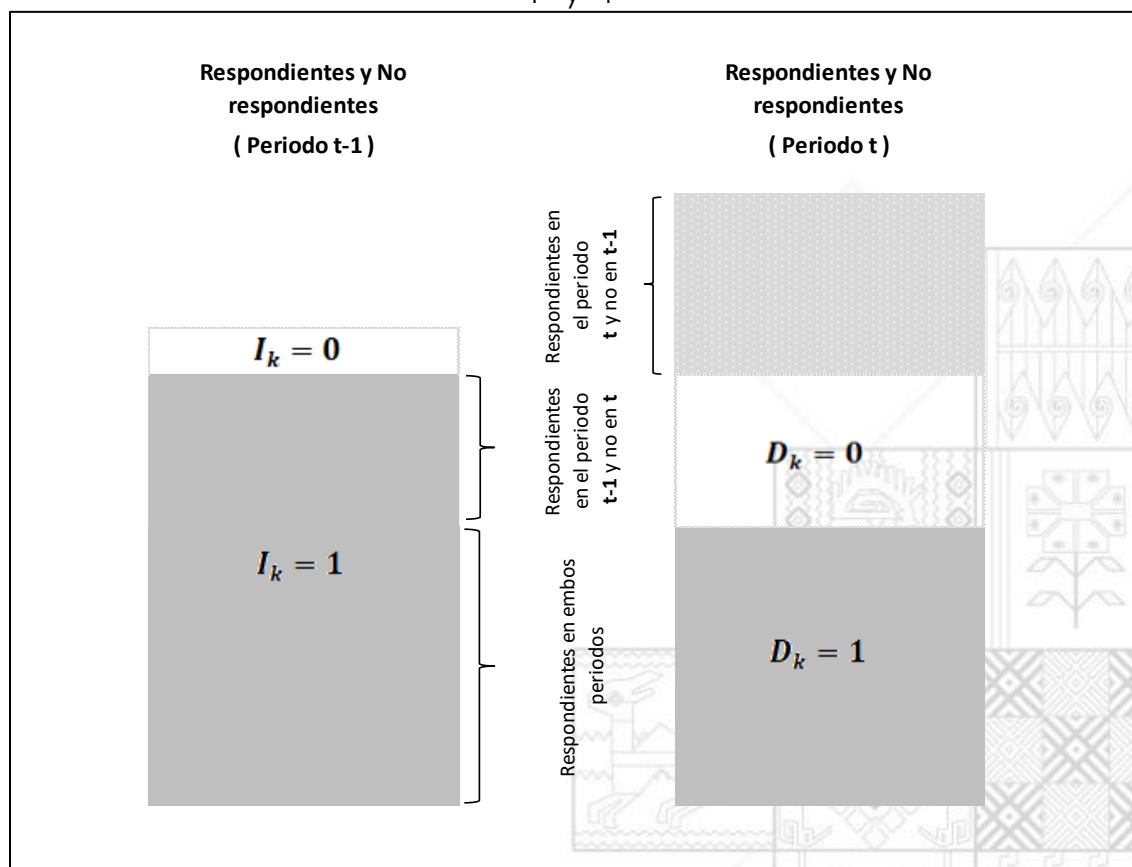 Respondientes y No
respondientes
( Periodo t-1 )
Respondientes y No
respondientes
( Periodo t )
Respondientes en
el periodo
t y no en t-1
I_k = 0
Respondientes
en el periodo
t-1 y no en t
D_k = 0
I_k = 1
Respondientes en embos
periodos
D_k = 1